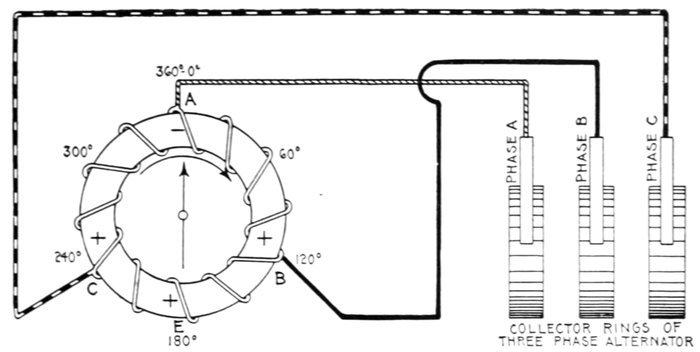 360°-0°
A
−
300°
60°
+
+
240°
120°
C
B
+
E
180°
PHASE A
PHASE B
PHASE C
COLLECTOR RINGS OF
THREE PHASE ALTERNATOR